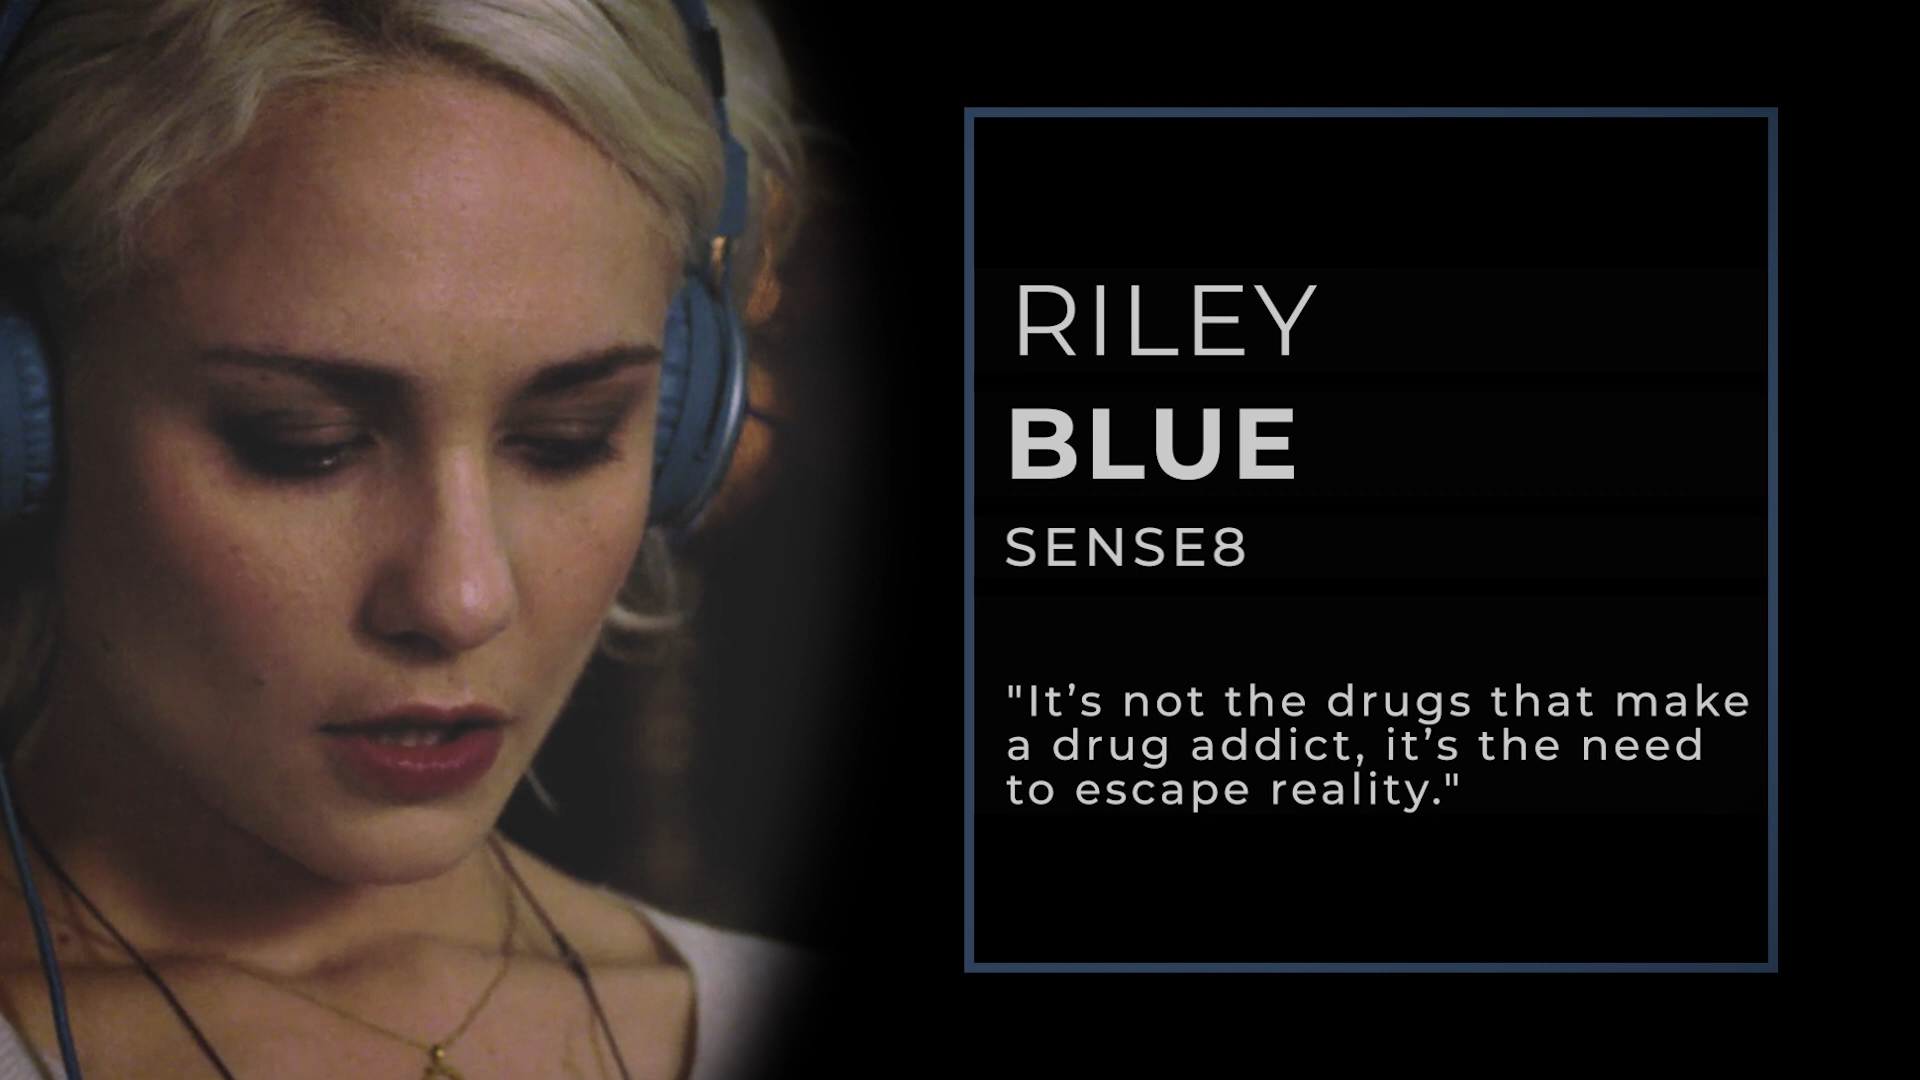 RILEY
BLUE
SENSE8
"It’s not the drugs that make
a drug addict, it’s the need
to escape reality."